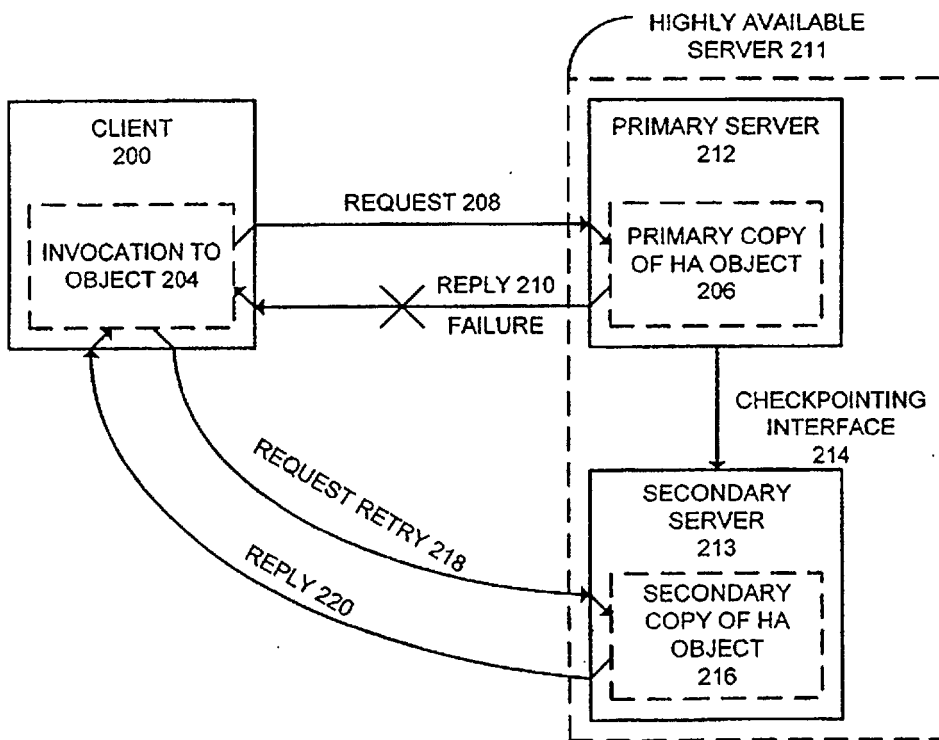 HIGHLY AVAILABLE
SERVER 211
CLIENT
200
INVOCATION TO
OBJECT 204
REQUEST 208
REPLY 210
FAILURE
PRIMARY SERVER
212
PRIMARY COPY
OF HA OBJECT
206
CHECKPOINTING
INTERFACE
214
REQUEST RETRY 218
REPLY 220
SECONDARY
SERVER
213
SECONDARY
COPY OF HA
OBJECT
216